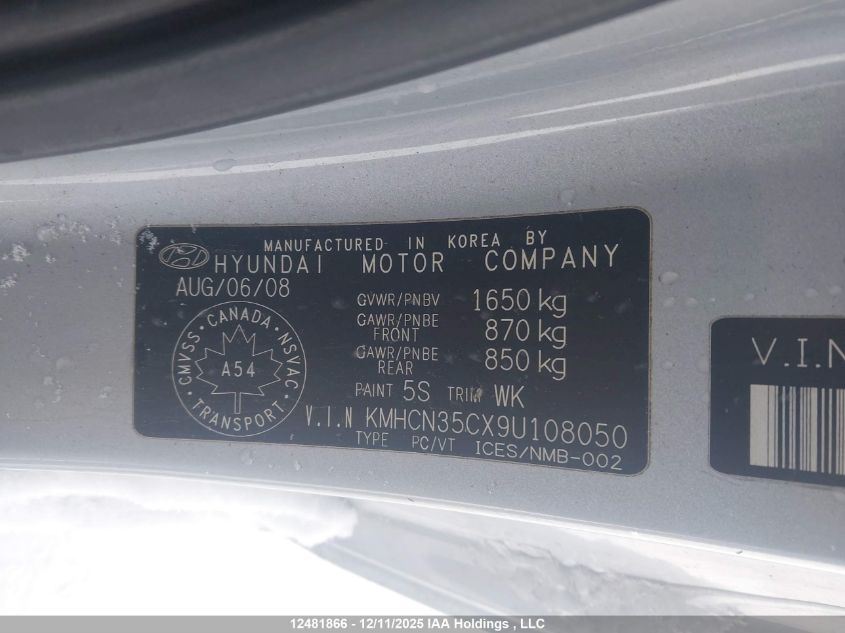 MANUFACTURED IN KOREA BY
HYUNDAI MOTOR COMPANY
AUG/06/08
GVWR/PNBV 1650 kg
GAWR/PNBE FRONT 870 kg
GAWR/PNBE REAR 850 kg
PAINT 5S TRIM WK
CMVSS · CANADA · NSVAC · TRANSPORT ·
A54
V.I.N KMHCN35CX9U108050
TYPE PC/VT ICES/NMB-002
V.I.N
12481866 - 12/11/2025 IAA Holdings , LLC